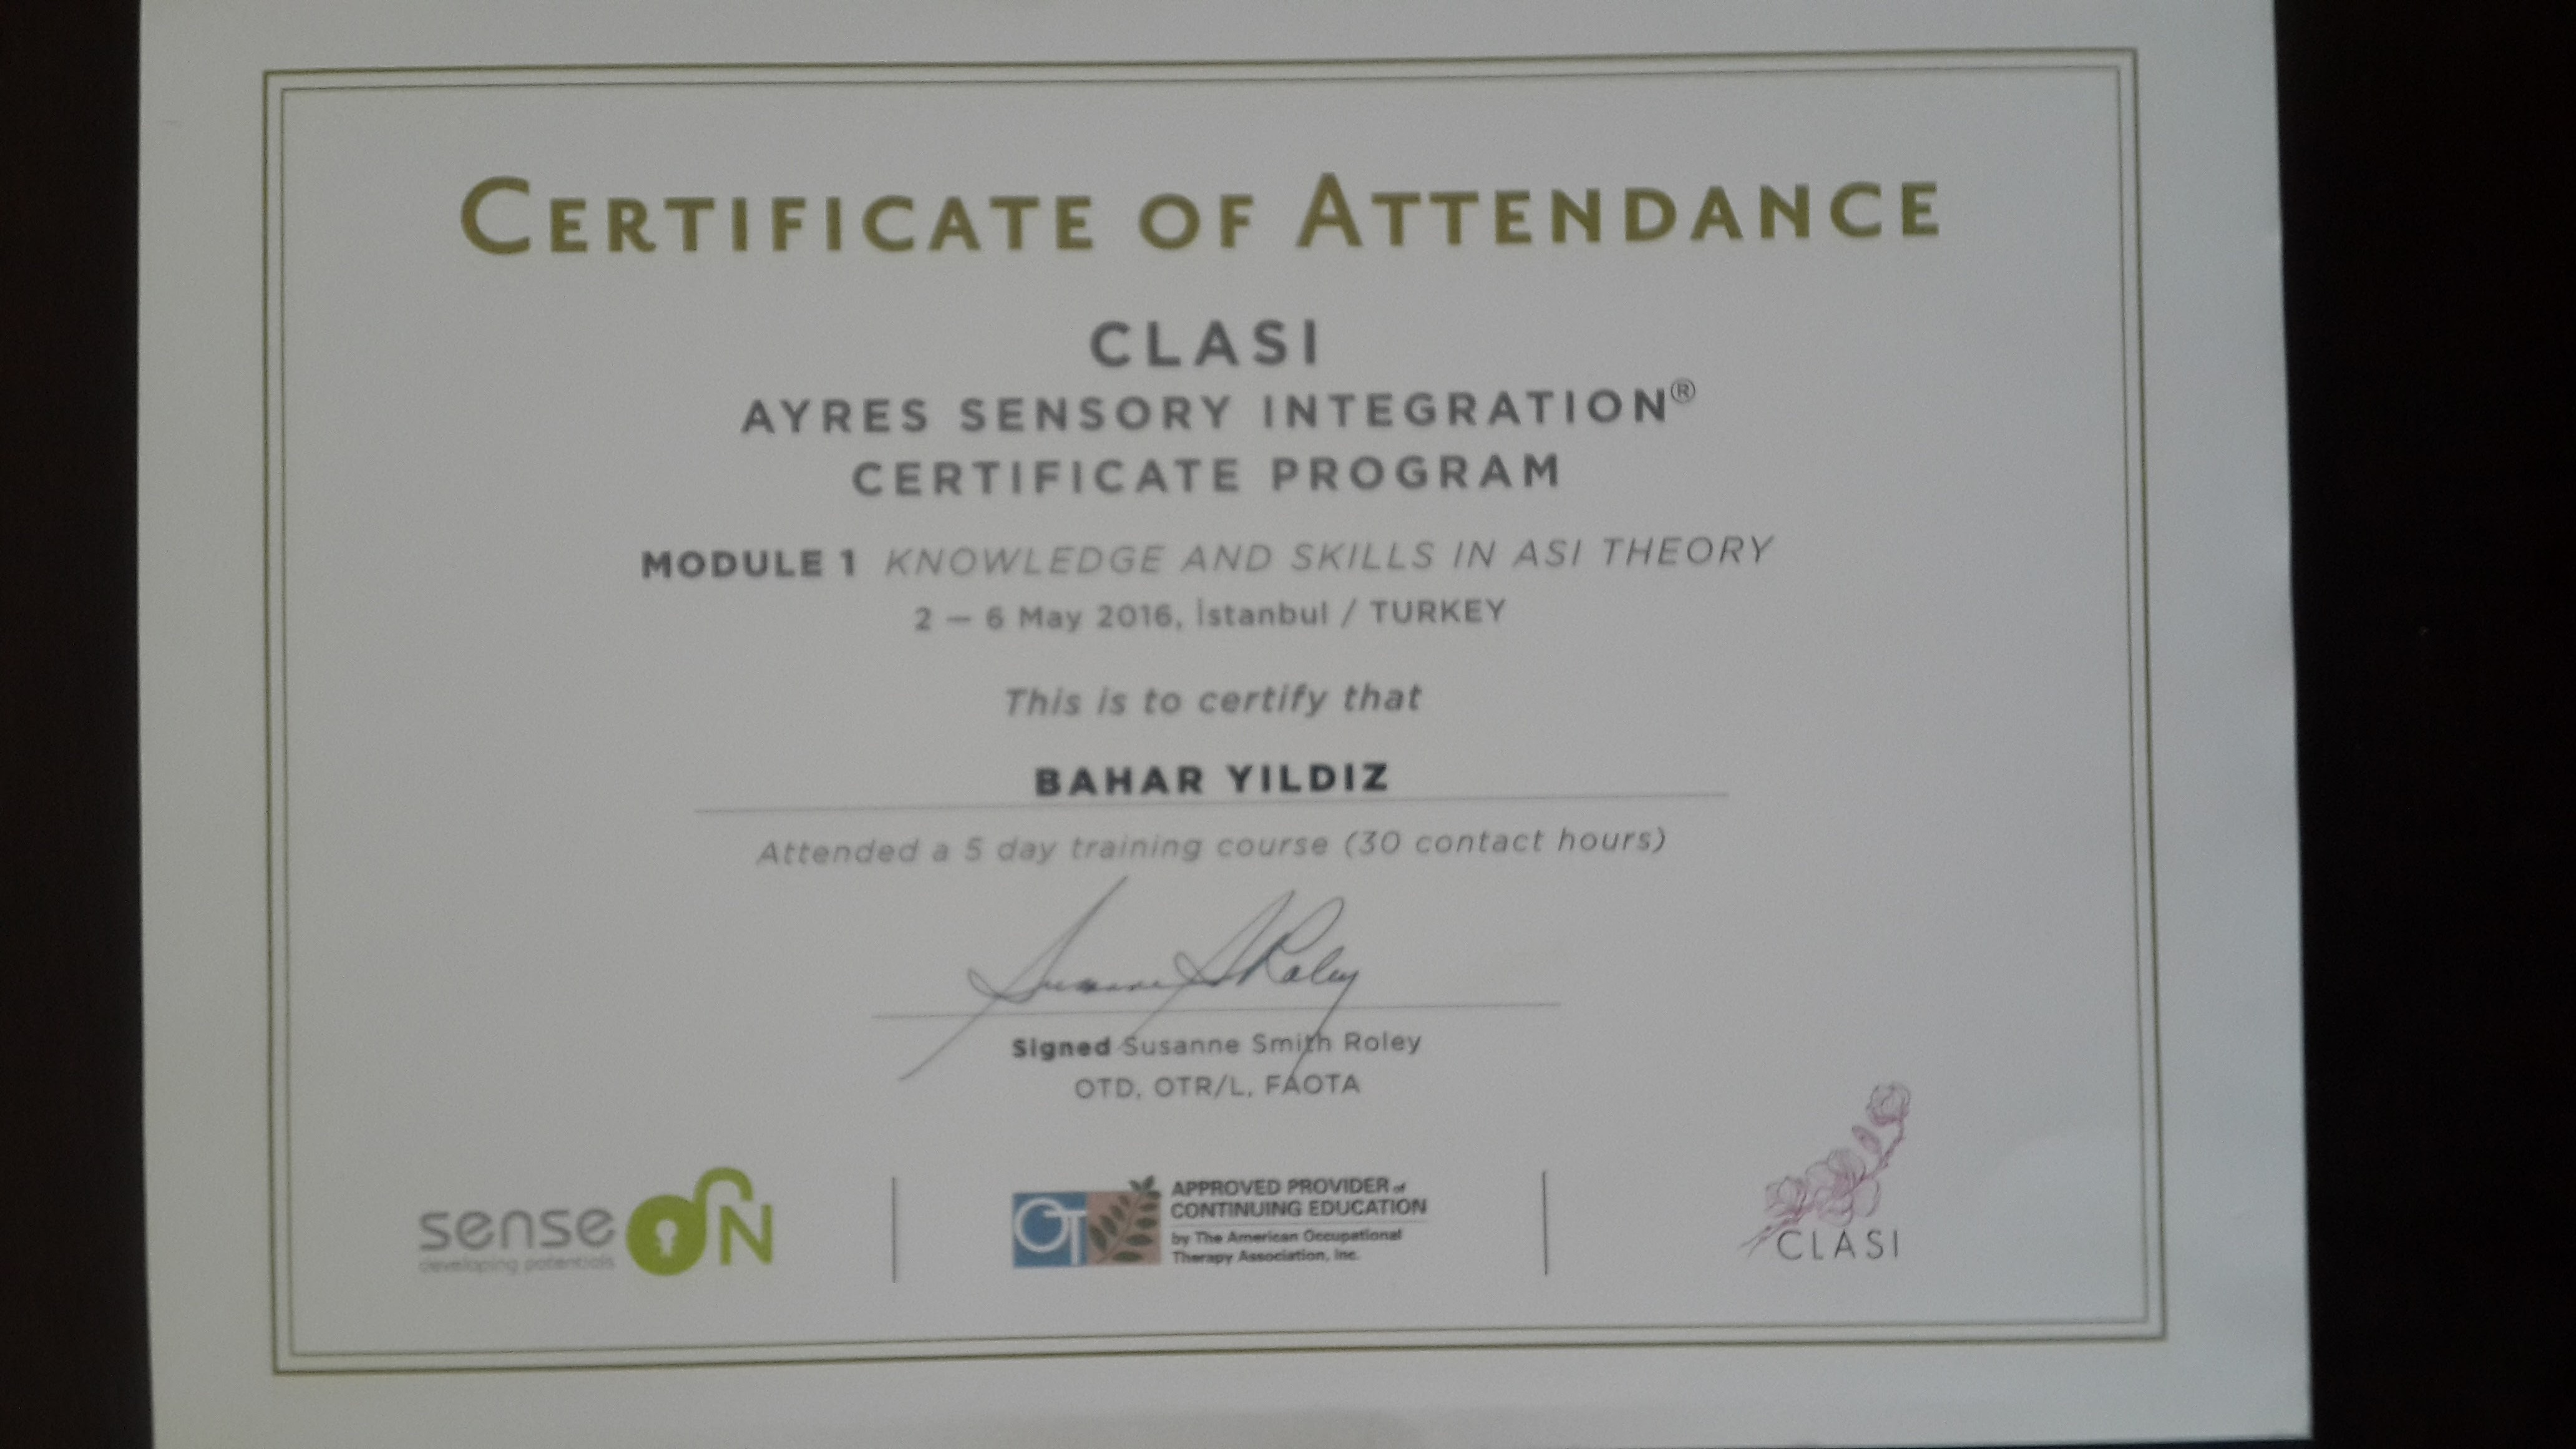 CERTIFICATE OF ATTENDANCE
CLASI
AYRES SENSORY INTEGRATION®
CERTIFICATE PROGRAM
MODULE 1 KNOWLEDGE AND SKILLS IN ASI THEORY
2 – 6 May 2016, İstanbul / TURKEY
This is to certify that
BAHAR YILDIZ
Attended a 5 day training course (30 contact hours)
Susanne S Roley
Signed Susanne Smith Roley
OTD, OTR/L, FAOTA
sense ON
developing potentials
OT
APPROVED PROVIDER of
CONTINUING EDUCATION
by The American Occupational
Therapy Association, Inc.
CLASI